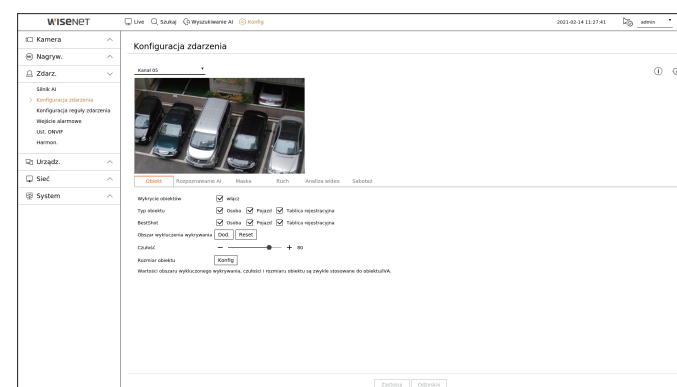 WISENET
Live Szukaj Wyszukiwanie AI Konfig 2021-02-14 11:27:41 admin
Kamera
Nagryw.
Zdarz.
Silnik AI
Konfiguracja zdarzenia
Konfiguracja reguły zdarzenia
Wejście alarmowe
Ust. ONVIF
Harmon.
Urządz.
Sieć
System
Konfiguracja zdarzenia
Kanał 05
Obiekt Rozpoznawanie AI Maska Ruch Analiza wideo Sabotaż
Wykrycie obiektów włącz
Typ obiektu Osoba Pojazd Tablica rejestracyjna
BestShot Osoba Pojazd Tablica rejestracyjna
Obszar wykluczenia wykrywania Dod. Reset
Czułość 80
Rozmiar obiektu Konfig
Wartości obszaru wykluczonego wykrywania, czułości i rozmiaru obiektu są zwykle stosowane do obiektu/IVA.
Zastosuj Odzyskaj